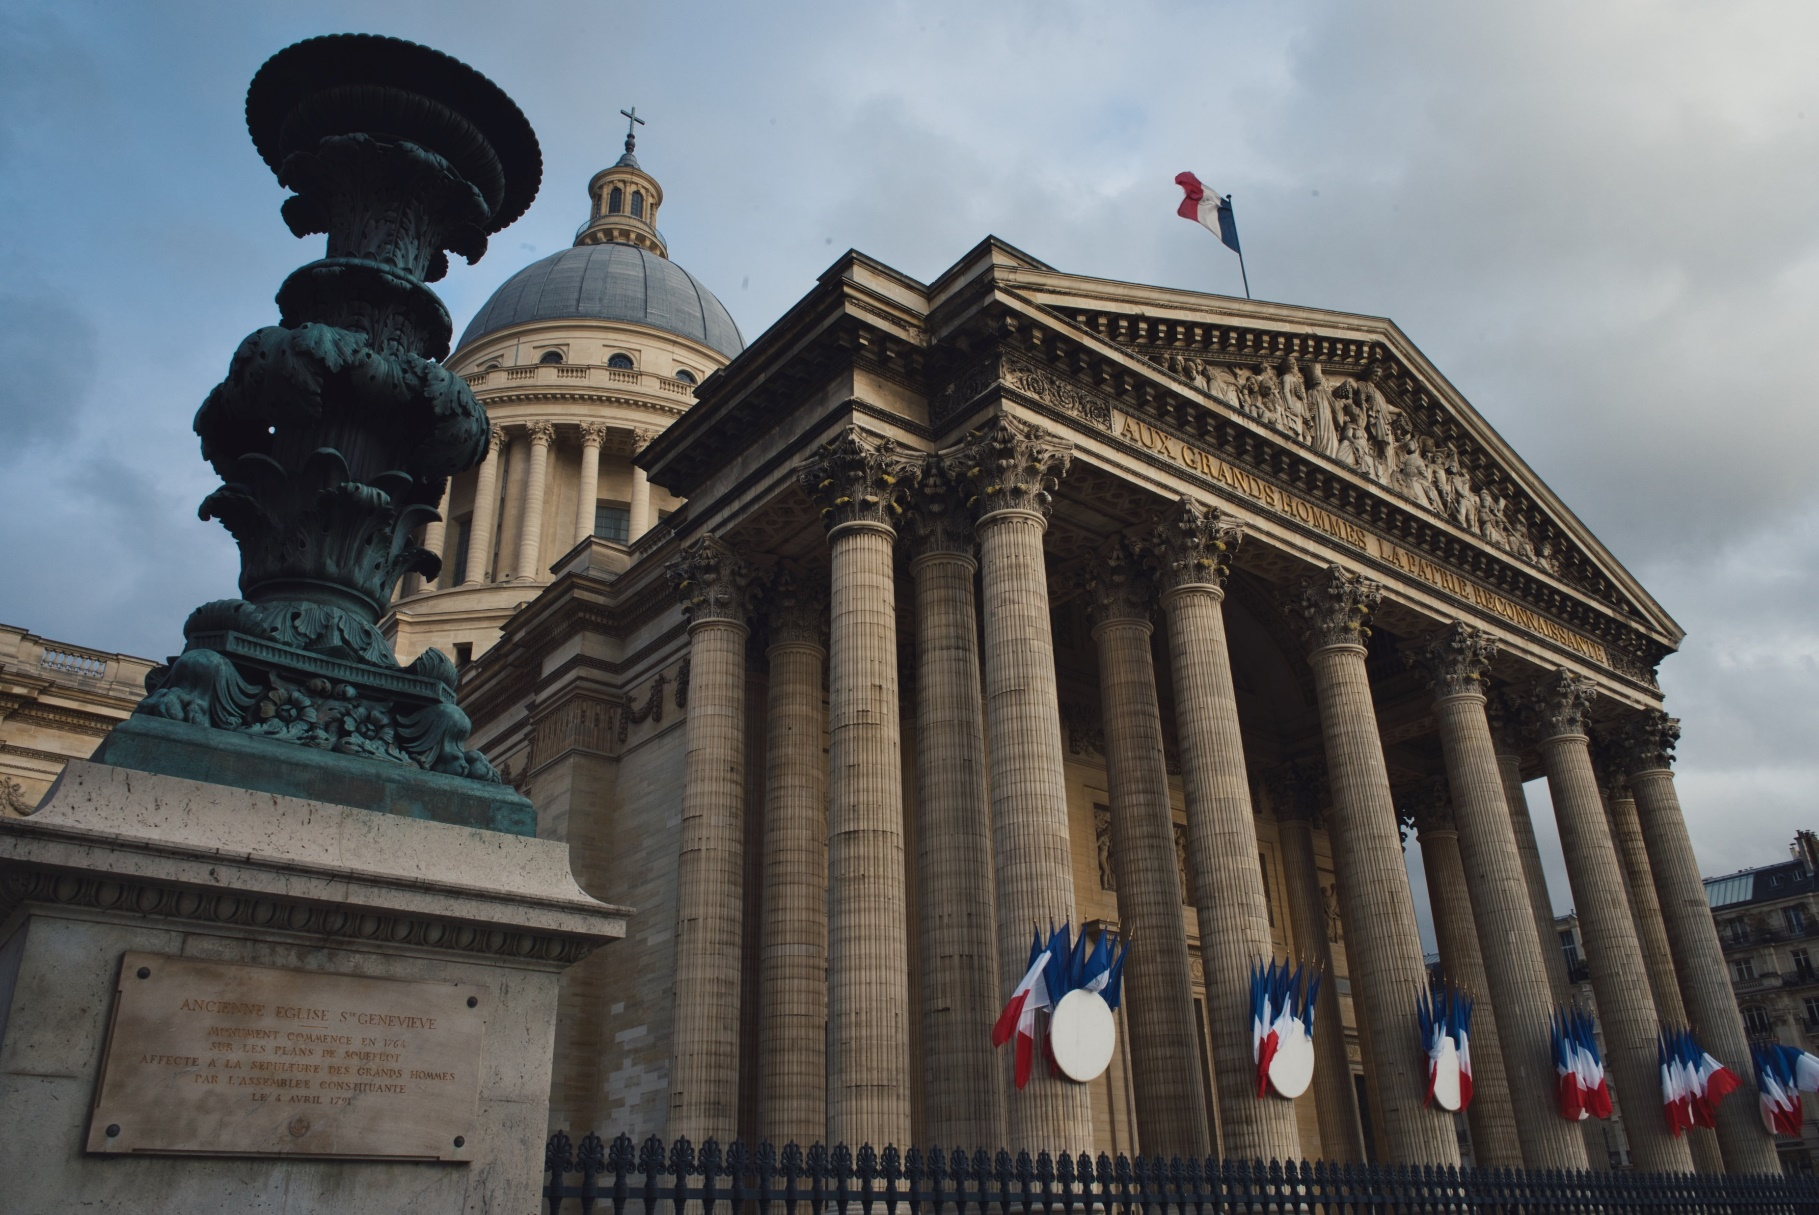 AUX GRANDS HOMMES LA PATRIE RECONNAISSANTE
ANCIENNE EGLISE STE GENEVIEVE
MONUMENT COMMENCE EN 1764
SUR LES PLANS DE SOUFFLOT
AFFECTE A LA SEPULTURE DES GRANDS HOMMES
PAR L'ASSEMBLEE CONSTITUANTE
LE 4 AVRIL 1791